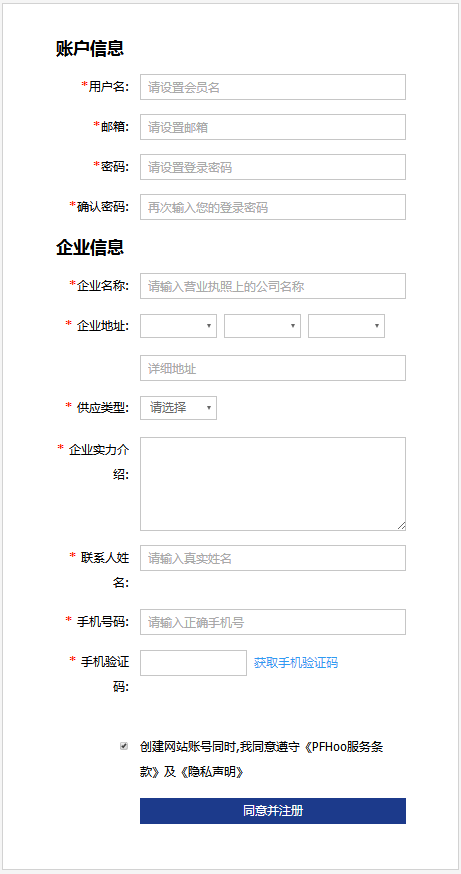 账户信息
*用户名: 请设置会员名
*邮箱: 请设置邮箱
*密码: 请设置登录密码
*确认密码: 再次输入您的登录密码
企业信息
*企业名称: 请输入营业执照上的公司名称
* 企业地址:
详细地址
* 供应类型: 请选择
* 企业实力介
绍:
* 联系人姓 请输入真实姓名
名:
* 手机号码: 请输入正确手机号
* 手机验证 获取手机验证码
码:
创建网站账号同时,我同意遵守《PFHoo服务条
款》及《隐私声明》
同意并注册